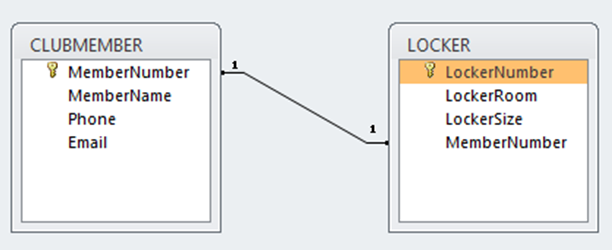 CLUBMEMBER
MemberNumber
MemberName
Phone
Email
1
1
LOCKER
LockerNumber
LockerRoom
LockerSize
MemberNumber